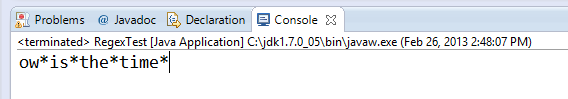 Problems @ Javadoc Declaration Console
<terminated> RegexTest [Java Application] C:\jdk1.7.0_05\bin\javaw.exe (Feb 26, 2013 2:48:07 PM)
ow*is*the*time*